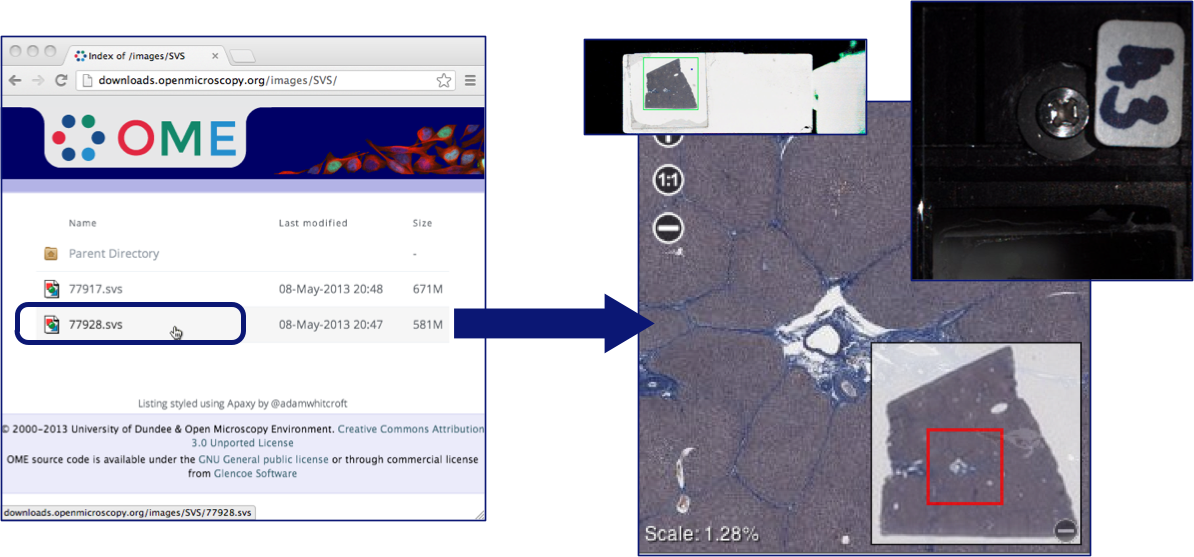 Index of /images/SVS
downloads.openmicroscopy.org/images/SVS/
OME
Name Last modified Size
Parent Directory -
77917.svs 08-May-2013 20:48 671M
77928.svs 08-May-2013 20:47 581M
Listing styled using Apaxy by @adamwhitcroft
© 2000-2013 University of Dundee & Open Microscopy Environment. Creative Commons Attribution
3.0 Unported License
OME source code is available under the GNU General public license or through commercial license
from Glencoe Software
downloads.openmicroscopy.org/images/SVS/77928.svs
1:1
Scale: 1.28%